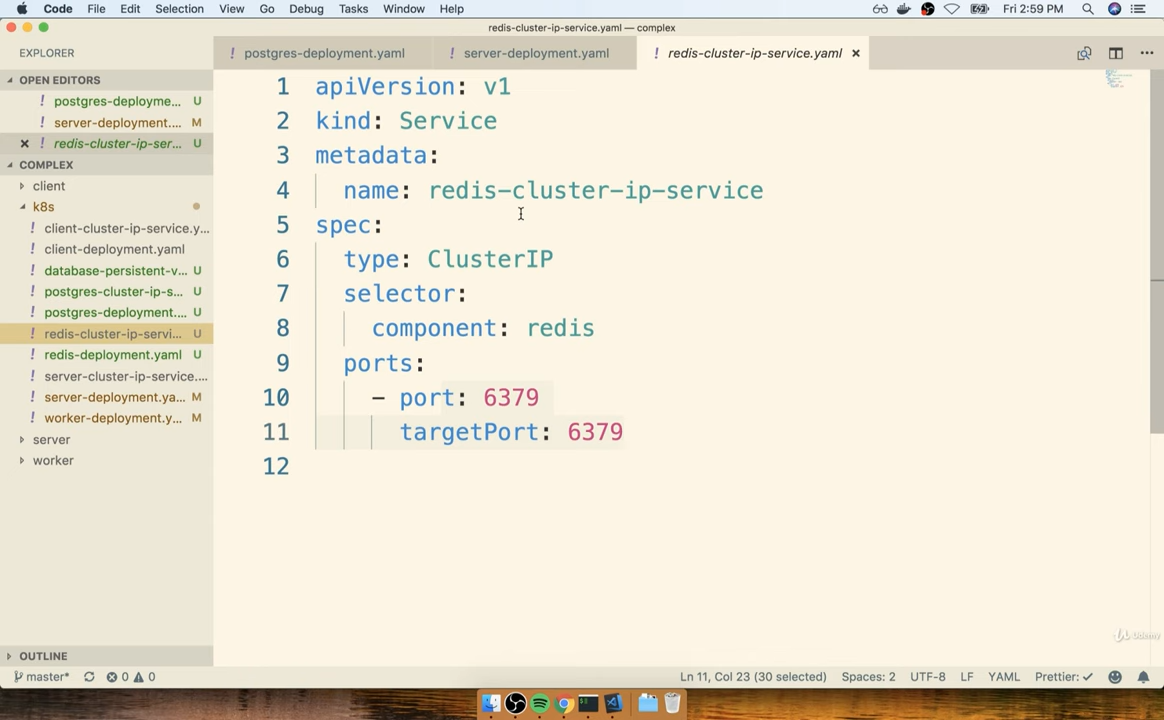 Code File Edit Selection View Go Debug Tasks Window Help Fri 2:59 PM
redis-cluster-ip-service.yaml — complex
EXPLORER
! postgres-deployment.yaml ! server-deployment.yaml ! redis-cluster-ip-service.yaml ×
OPEN EDITORS
! postgres-deployme... U
! server-deployment.... M
× ! redis-cluster-ip-ser... U
COMPLEX
client
k8s
! client-cluster-ip-service.y...
! client-deployment.yaml
! database-persistent-v... U
! postgres-cluster-ip-s... U
! postgres-deployment.... U
! redis-cluster-ip-servi... U
! redis-deployment.yaml U
! server-cluster-ip-service....
! server-deployment.ya... M
! worker-deployment.y... M
server
worker
OUTLINE
1 apiVersion: v1
2 kind: Service
3 metadata:
4 name: redis-cluster-ip-service
5 spec:
6 type: ClusterIP
7 selector:
8 component: redis
9 ports:
10 - port: 6379
11 targetPort: 6379
12
Udemy
master* 0 0 Ln 11, Col 23 (30 selected) Spaces: 2 UTF-8 LF YAML Prettier: ✓